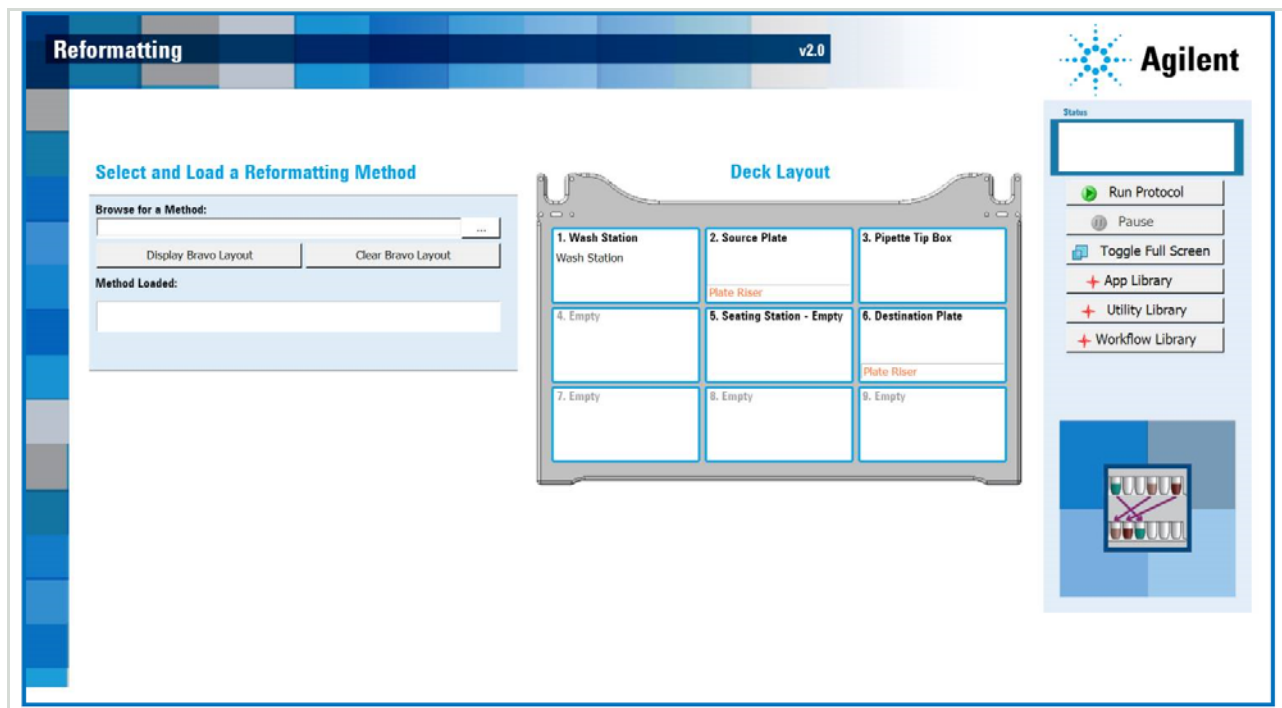 Reformatting
v2.0
Agilent
Select and Load a Reformatting Method
Browse for a Method:
...
Display Bravo Layout
Clear Bravo Layout
Method Loaded:
Deck Layout
1. Wash Station
Wash Station
2. Source Plate
Plate Riser
3. Pipette Tip Box
4. Empty
5. Seating Station - Empty
6. Destination Plate
Plate Riser
7. Empty
8. Empty
9. Empty
Status
Run Protocol
Pause
Toggle Full Screen
App Library
Utility Library
Workflow Library